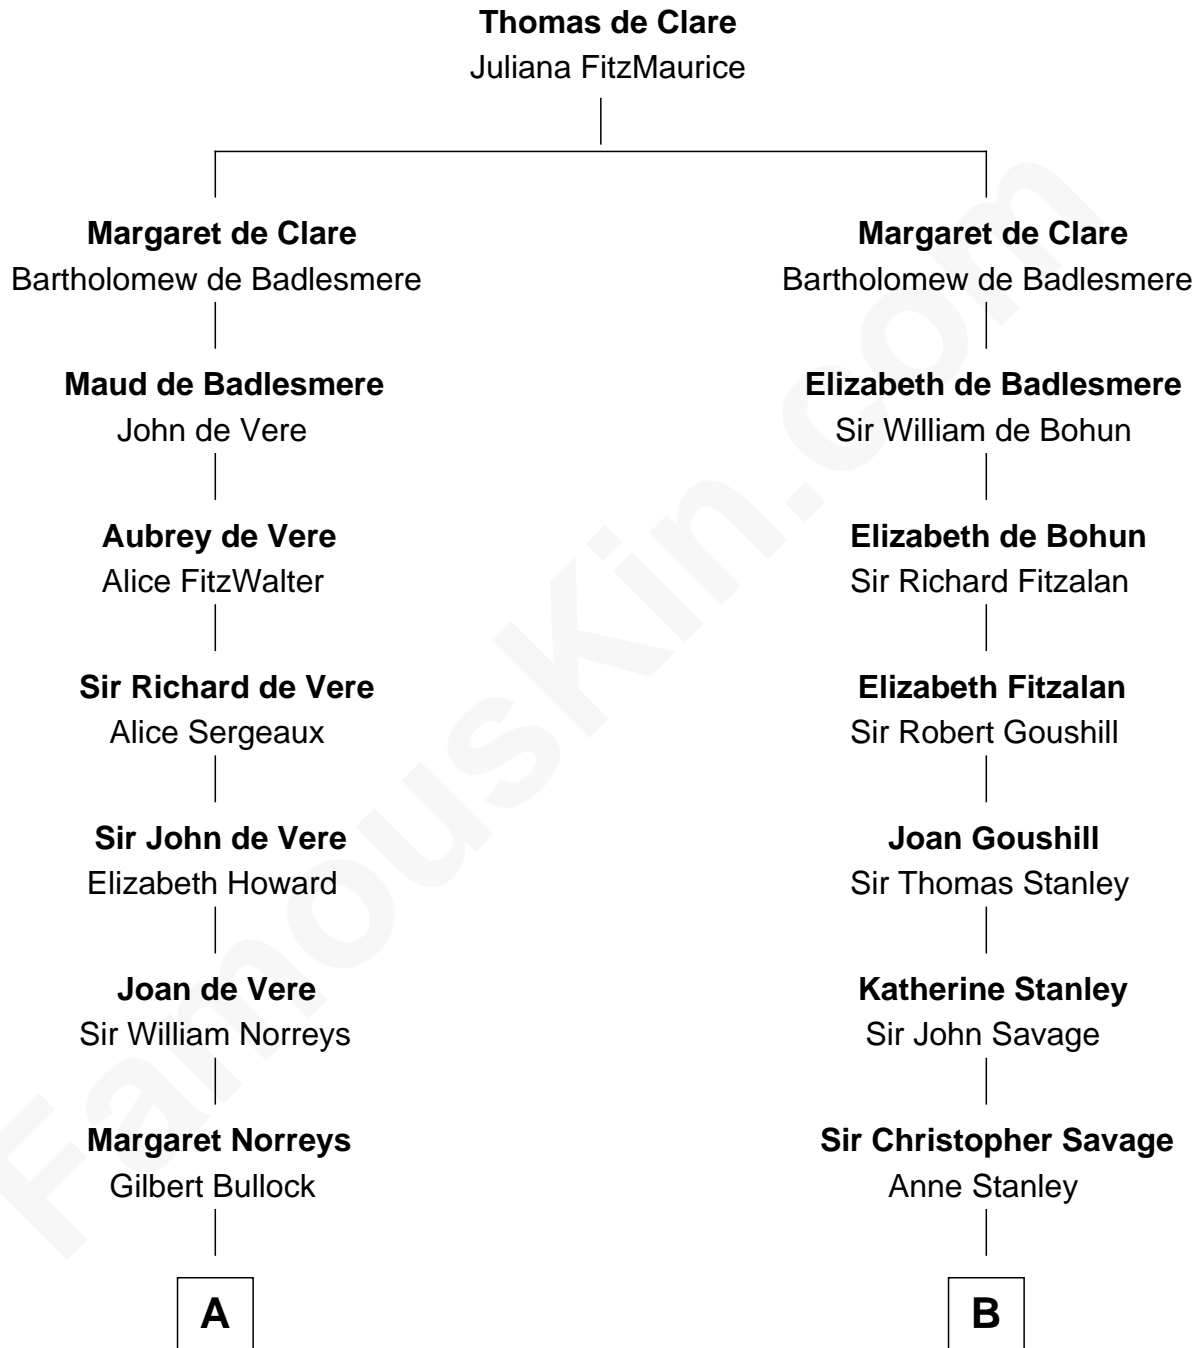 Thomas de Clare
Juliana FitzMaurice
Margaret de Clare
Bartholomew de Badlesmere
Margaret de Clare
Bartholomew de Badlesmere
Maud de Badlesmere
John de Vere
Elizabeth de Badlesmere
Sir William de Bohun
Aubrey de Vere
Alice FitzWalter
Elizabeth de Bohun
Sir Richard Fitzalan
Sir Richard de Vere
Alice Sergeaux
Elizabeth Fitzalan
Sir Robert Goushill
Sir John de Vere
Elizabeth Howard
Joan Goushill
Sir Thomas Stanley
Joan de Vere
Sir William Norreys
Katherine Stanley
Sir John Savage
Margaret Norreys
Gilbert Bullock
Sir Christopher Savage
Anne Stanley
A
B
FamousKin.com